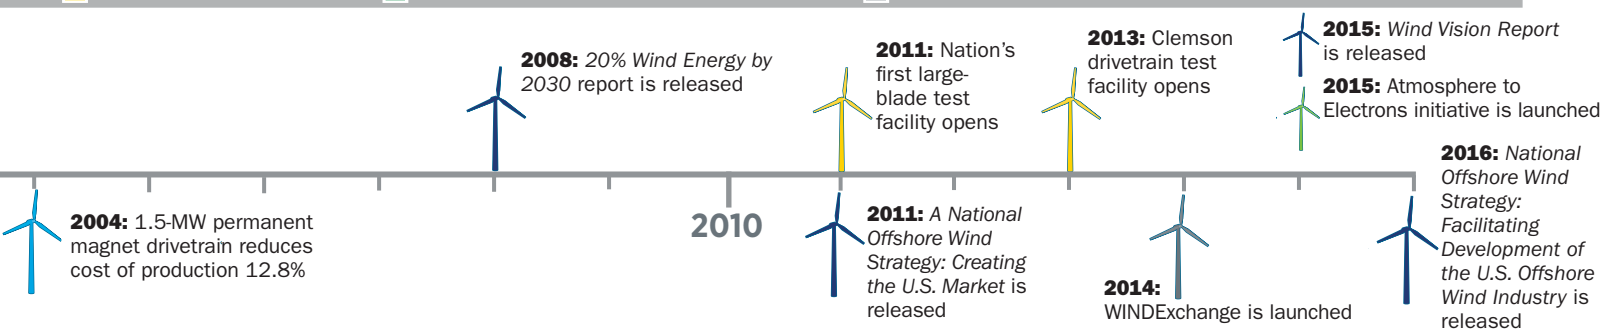 2008: 20% Wind Energy by
2030 report is released
2011: Nation’s
first large-
blade test
facility opens
2013: Clemson
drivetrain test
facility opens
2015: Wind Vision Report
is released
2015: Atmosphere to
Electrons initiative is launched
2004: 1.5-MW permanent
magnet drivetrain reduces
cost of production 12.8%
2010
2011: A National
Offshore Wind
Strategy: Creating
the U.S. Market is
released
2014:
WINDExchange is launched
2016: National
Offshore Wind
Strategy:
Facilitating
Development of
the U.S. Offshore
Wind Industry is
released